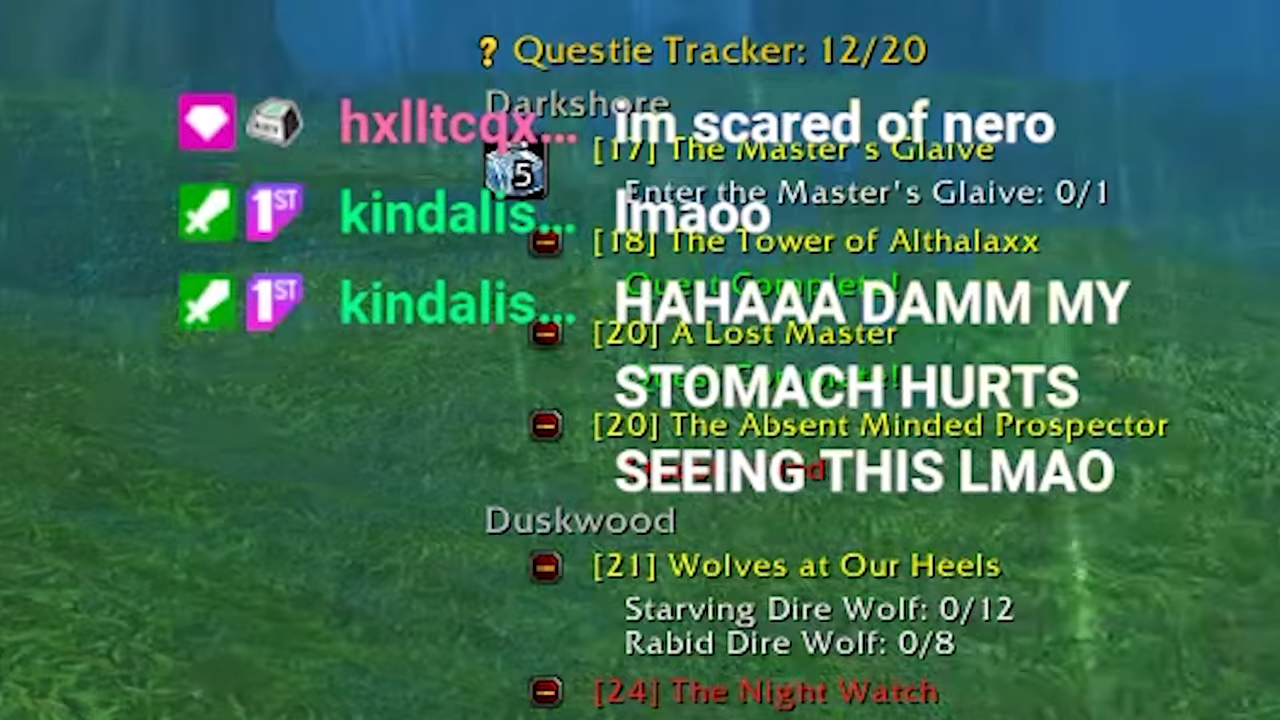 ? Questie Tracker: 12/20
Darkshore
hxlltcqx... im scared of nero
[17] The Master's Glaive
5
Enter the Master's Glaive: 0/1
1ST kindalis... lmaoo
[18] The Tower of Althalaxx
Quest Complete!
1ST kindalis... HAHAAA DAMM MY
[20] A Lost Master
STOMACH HURTS
[20] The Absent Minded Prospector
SEEING THIS LMAO
Duskwood
[21] Wolves at Our Heels
Starving Dire Wolf: 0/12
Rabid Dire Wolf: 0/8
[24] The Night Watch